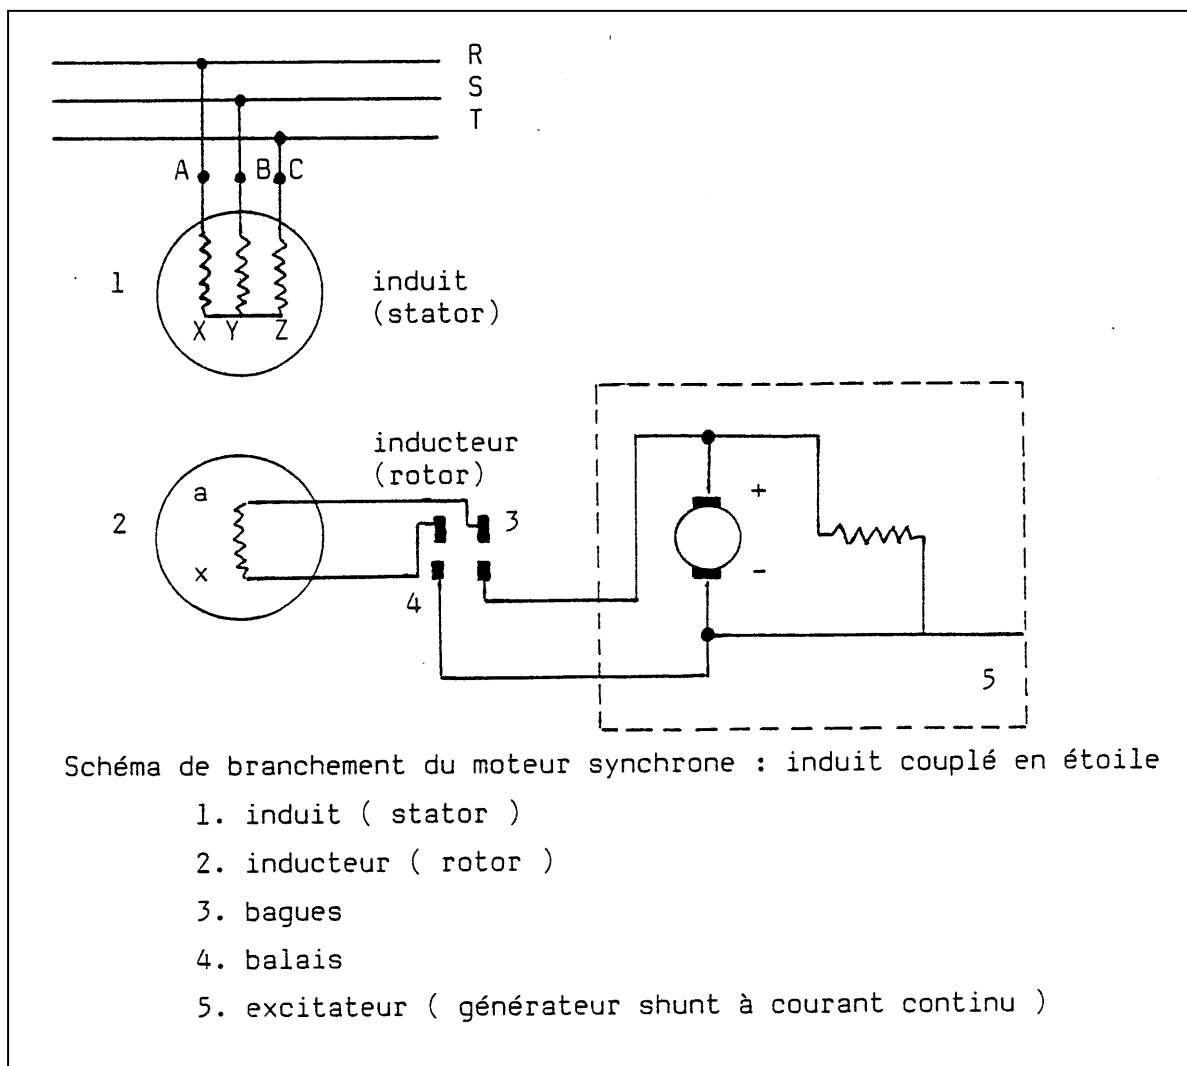 R
S
T
A B C
1
induit
(stator)
X Y Z
inducteur
(rotor)
a
+
2
3
x
-
4
5
Schéma de branchement du moteur synchrone : induit couplé en étoile
1. induit ( stator )
2. inducteur ( rotor )
3. bagues
4. balais
5. excitateur ( générateur shunt à courant continu )